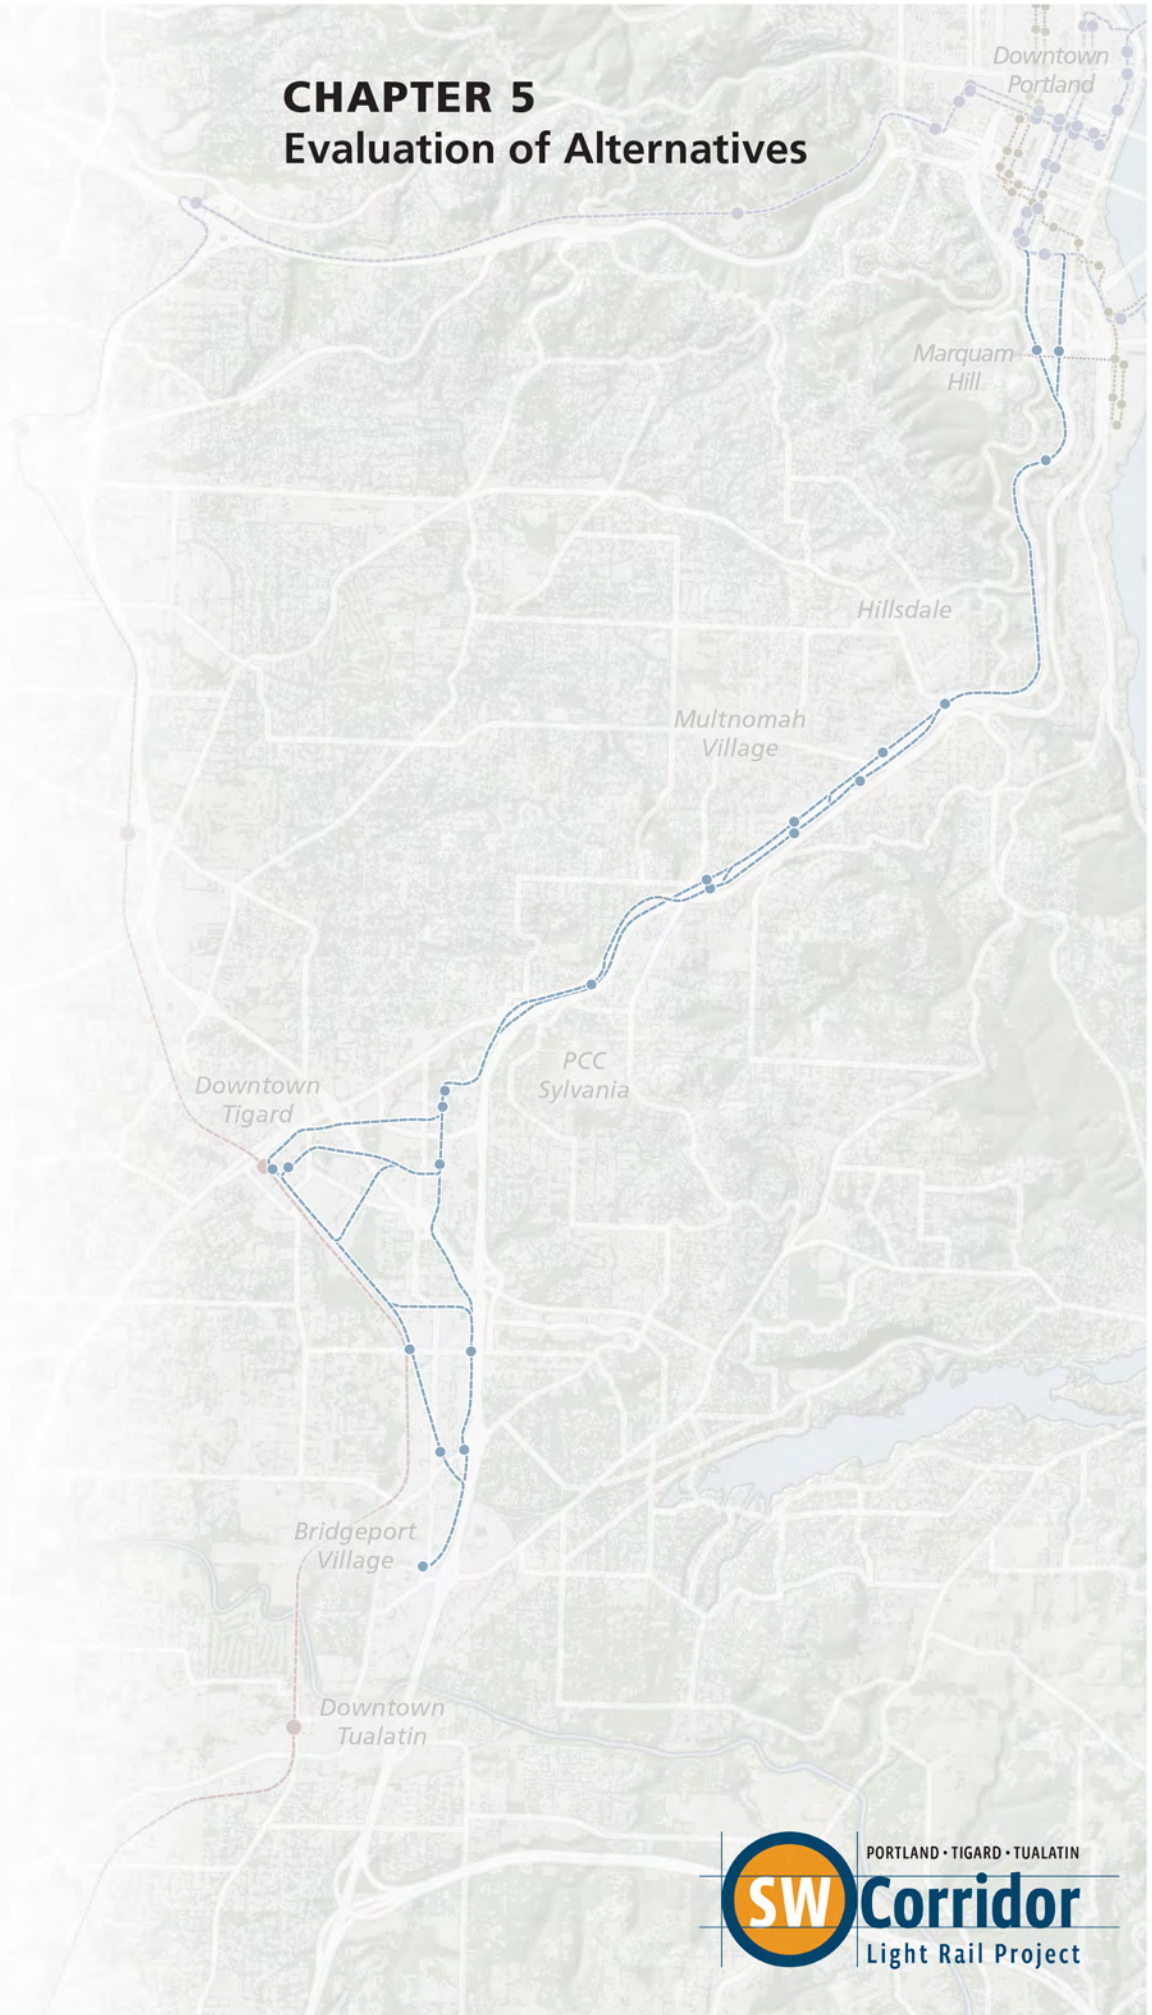 CHAPTER 5
Evaluation of Alternatives
Downtown
Portland
Marquam
Hill
Hillsdale
Multnomah
Village
PCC
Sylvania
Downtown
Tigard
Bridgeport
Village
Downtown
Tualatin
PORTLAND • TIGARD • TUALATIN
SW Corridor
Light Rail Project